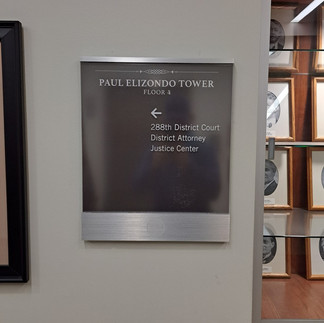 PAUL ELIZONDO TOWER
FLOOR 4
←
288th District Court
District Attorney
Justice Center